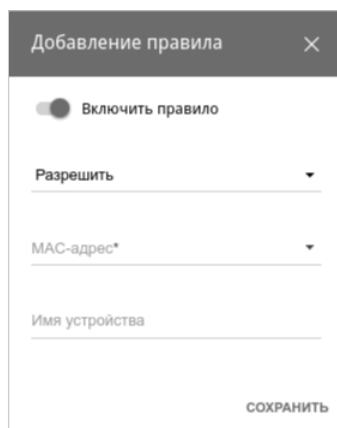 Добавление правила
Включить правило
Разрешить
MAC-адрес*
Имя устройства
СОХРАНИТЬ